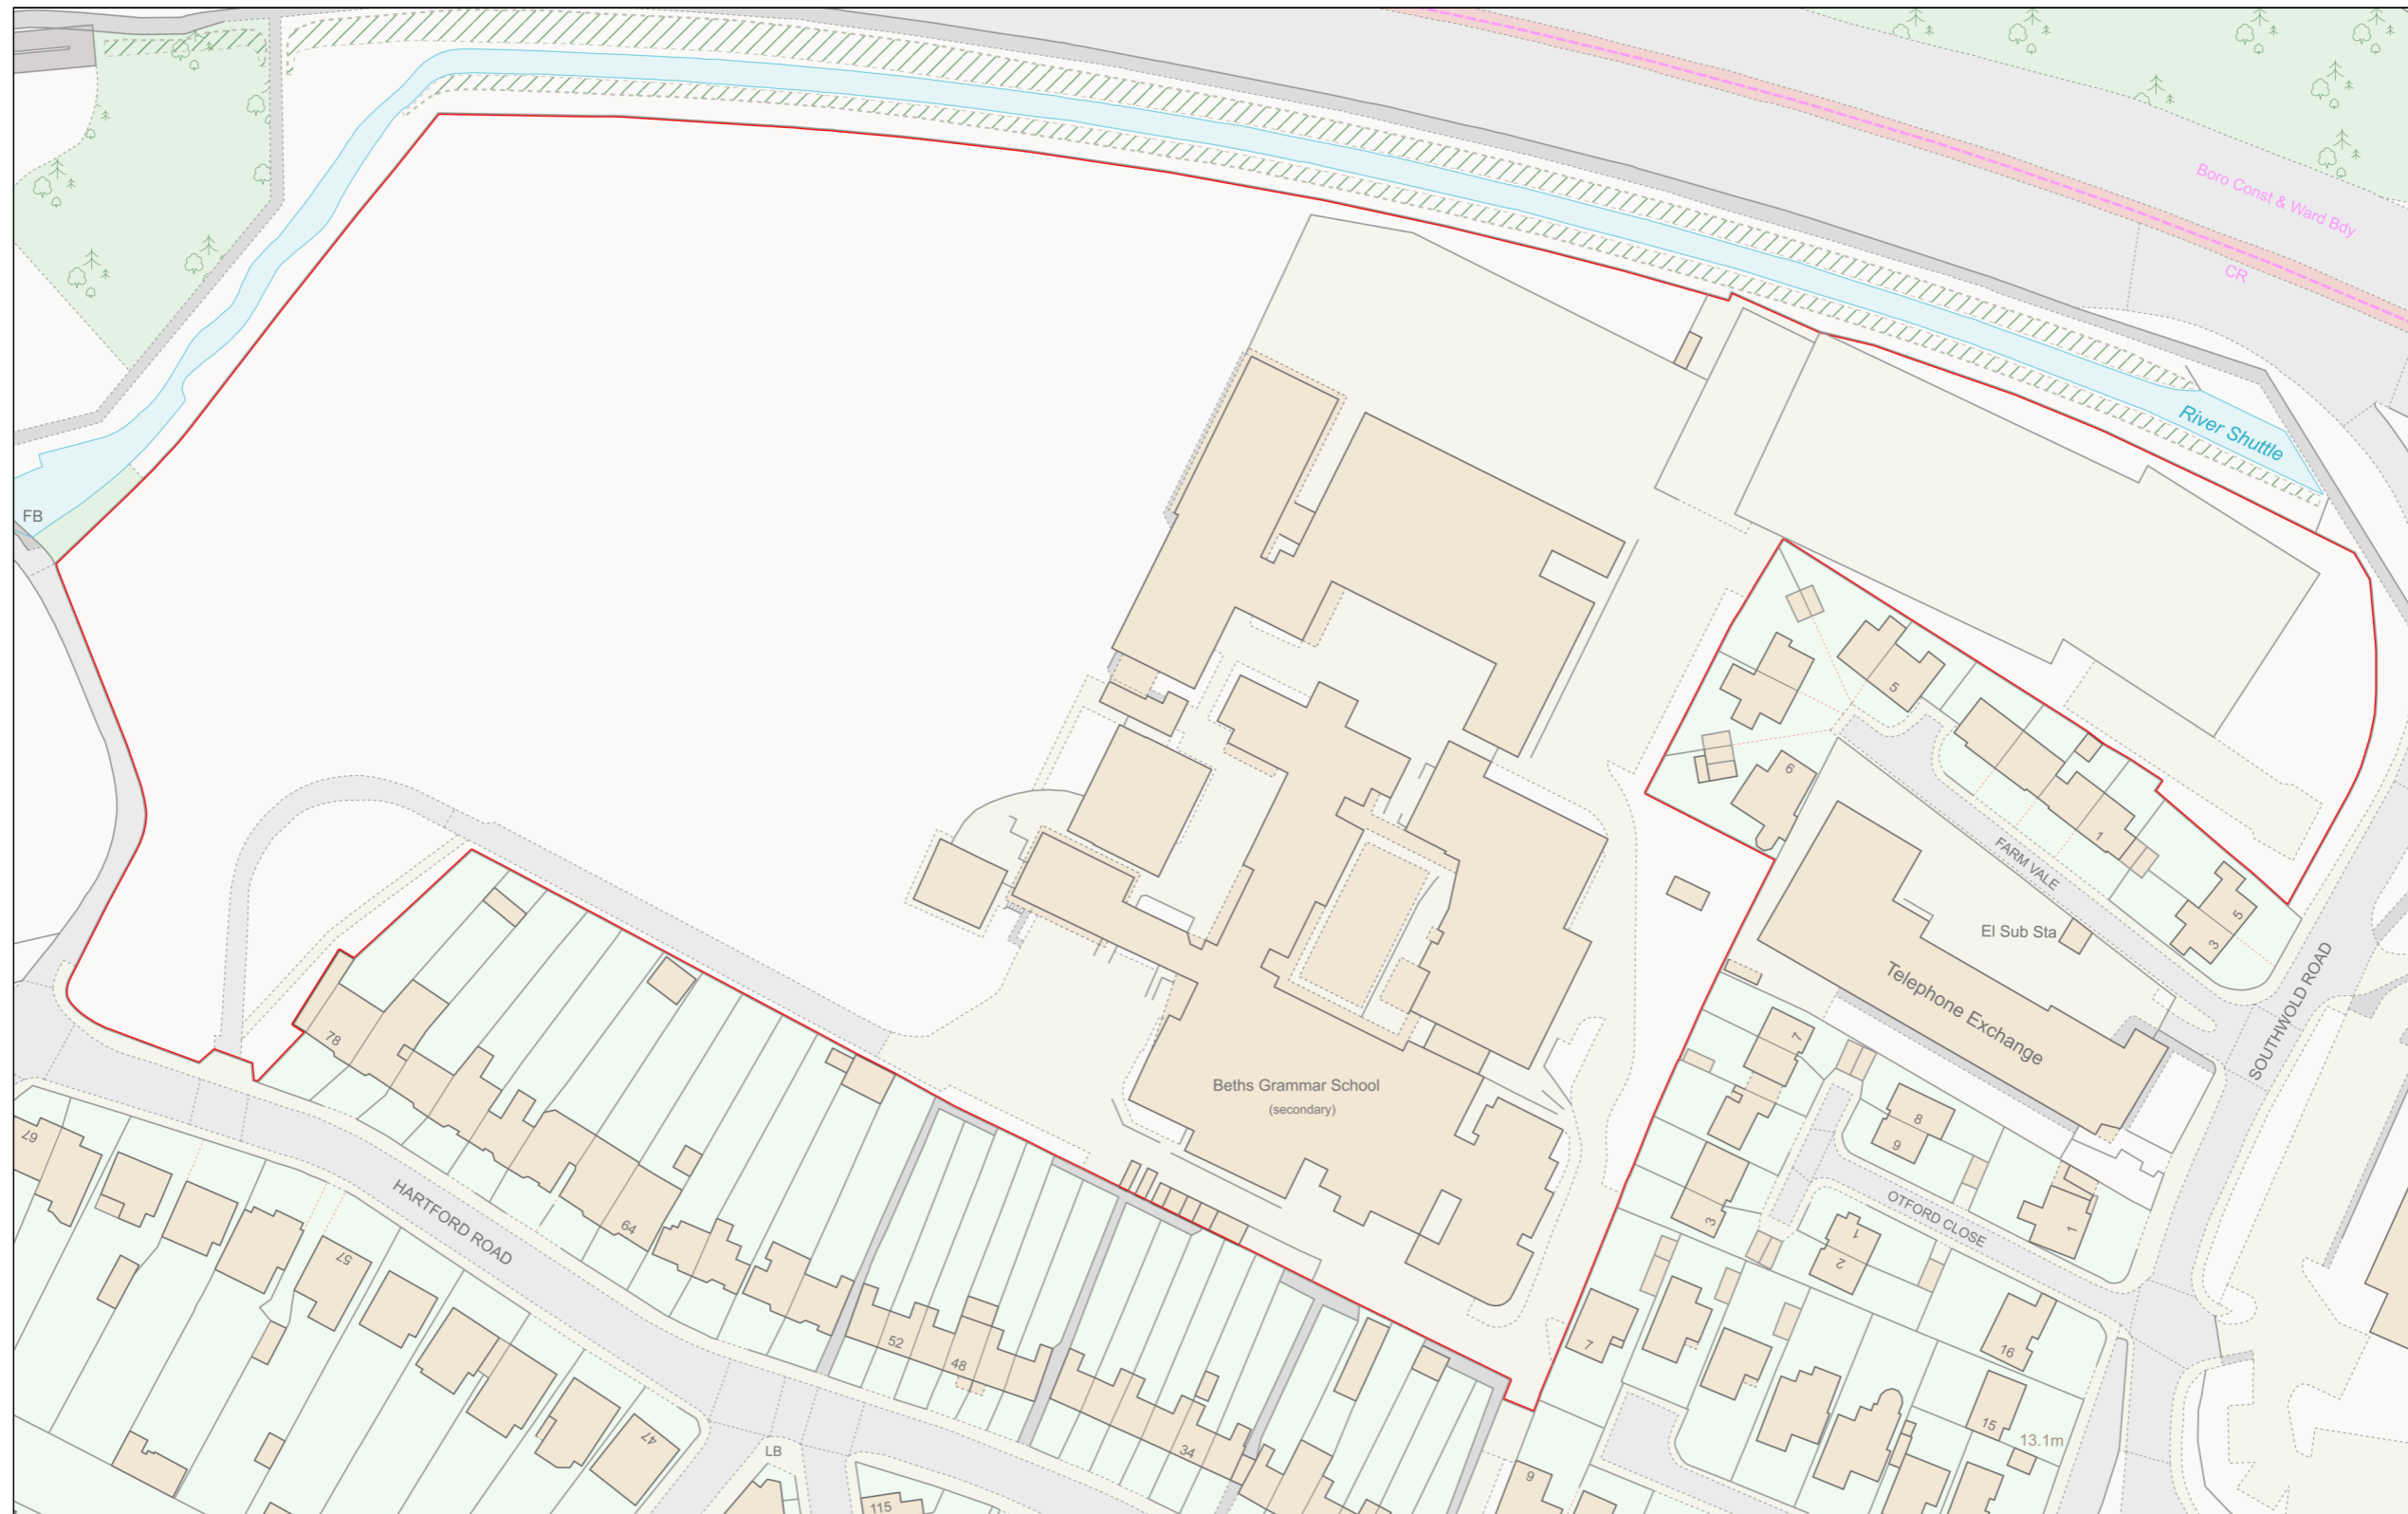 Boro Const & Ward Bdy
CR
River Shuttle
FB
5
6
1
FARM VALE
El Sub Sta
5
3
Telephone Exchange
SOUTHWOLD ROAD
78
7
8
9
Beths Grammar School
(secondary)
67
HARTFORD ROAD
64
3
OTFORD CLOSE
1
1
2
57
52
48
7
16
47
LB
34
15
13.1m
9
115